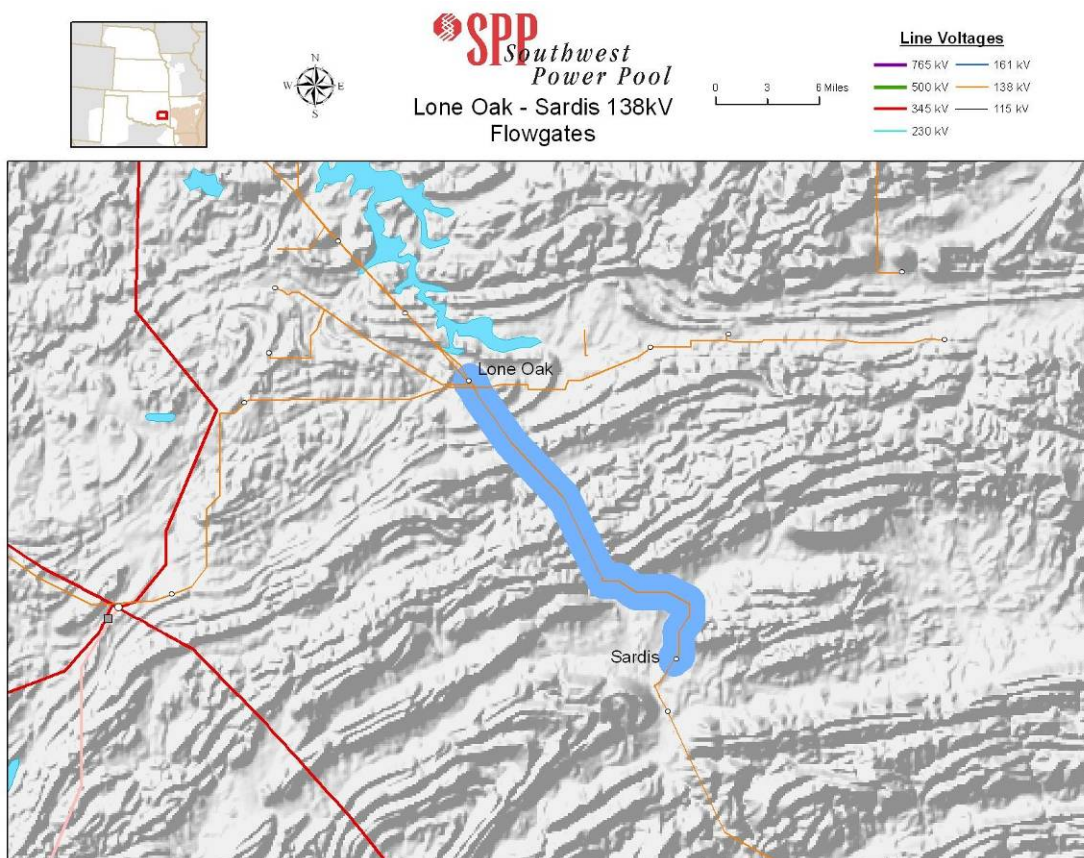 SPP
Southwest
Power Pool
Lone Oak - Sardis 138kV
Flowgates
N
W E
S
0 3 6 Miles
Line Voltages
765 kV 161 kV
500 kV 138 kV
345 kV 115 kV
230 kV
Lone Oak
Sardis